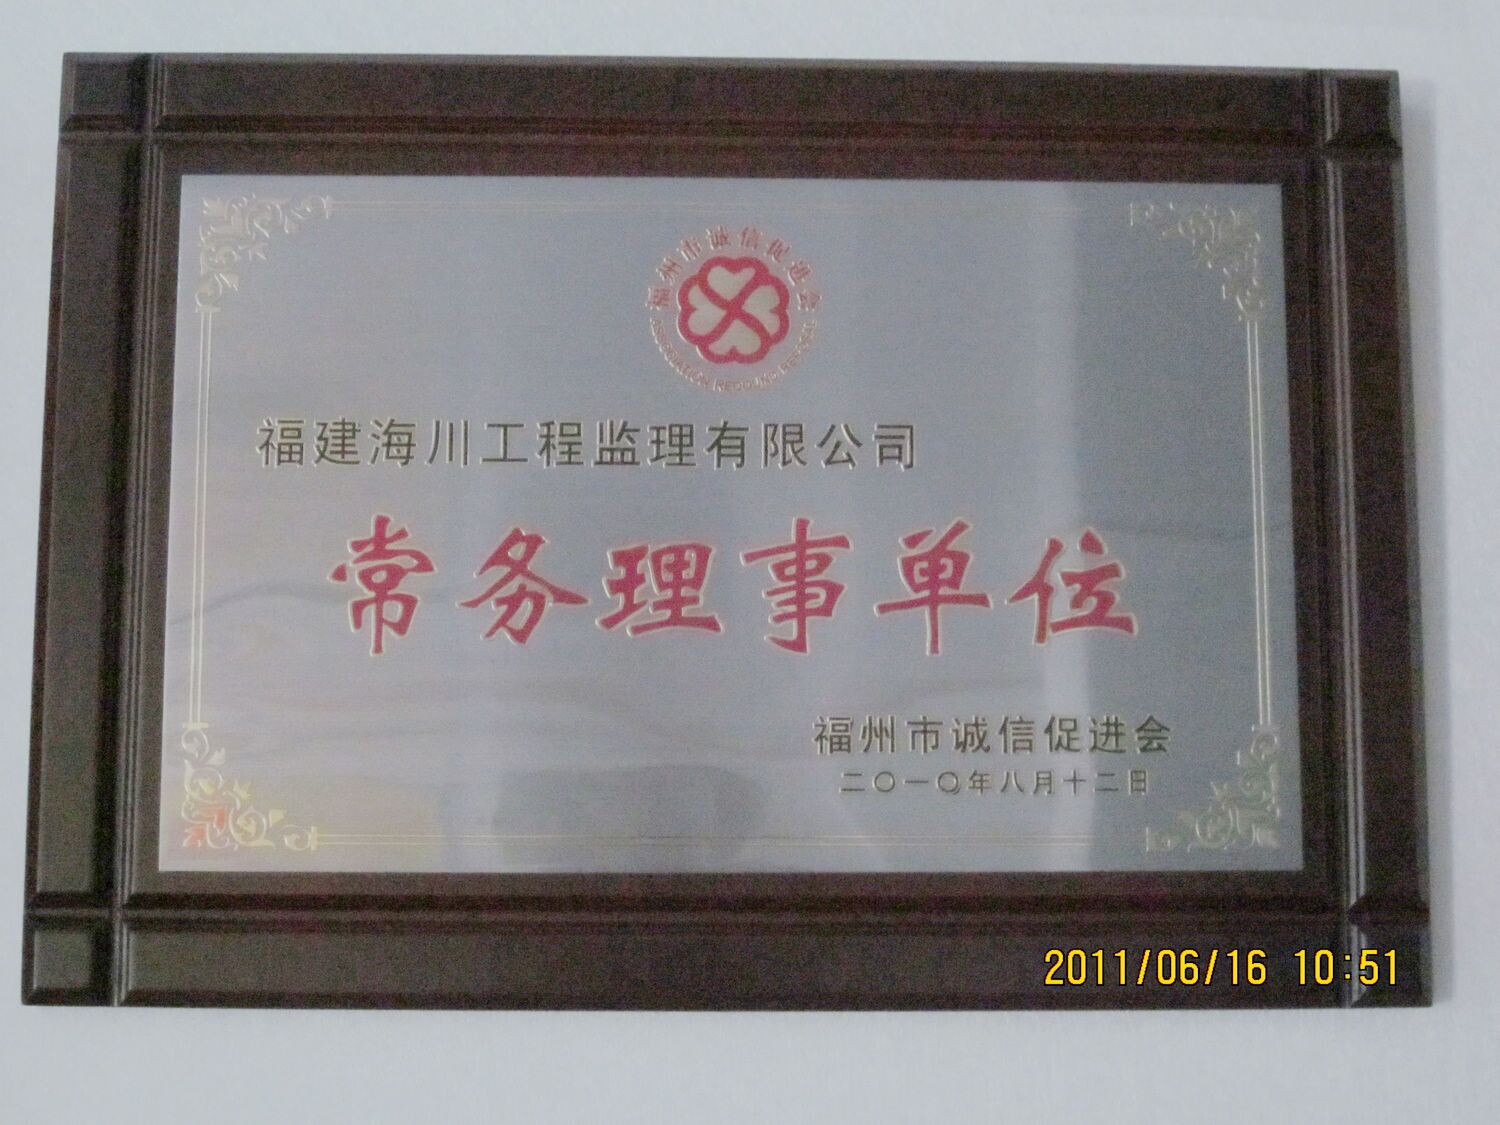 福州市诚信促进会
ASSOCIATION REDOUND
福建海川工程监理有限公司
常务理事单位
福州市诚信促进会
二〇一〇年八月十二日
2011/06/16 10:51